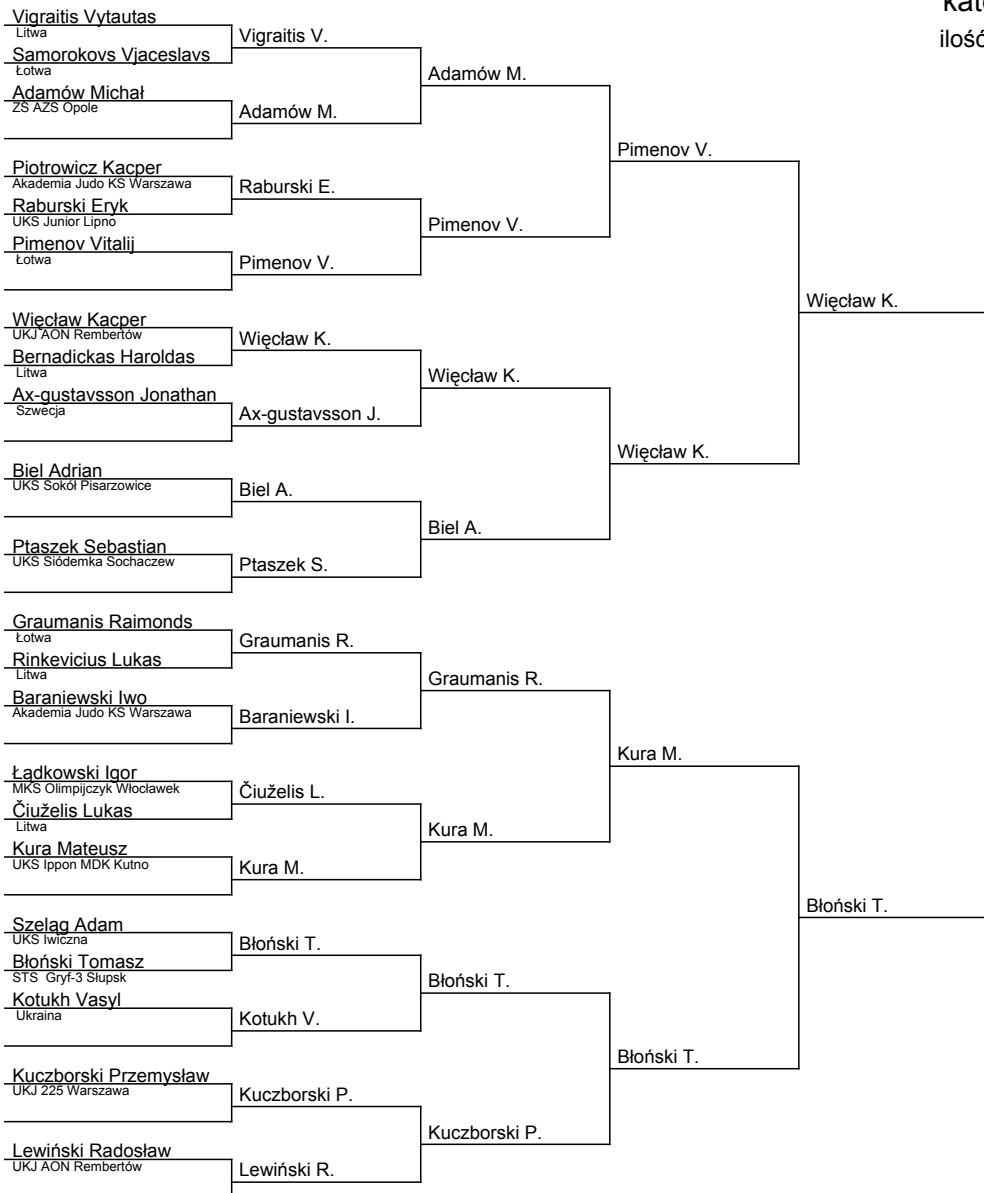 kat
ilość
Vigraitis Vytautas
Litwa
Samorokovs Vjaceslavs
Łotwa
Adamów Michał
ZS AZS Opole
Piotrowicz Kacper
Akademia Judo KS Warszawa
Raburski Eryk
UKS Junior Lipno
Pimenov Vitalij
Łotwa
Więcław Kacper
UKJ AON Rembertów
Bernadickas Haroldas
Litwa
Ax-gustavsson Jonathan
Szwecja
Biel Adrian
UKS Sokół Pisarzowice
Ptaszek Sebastian
UKS Siódemka Sochaczew
Graumanis Raimonds
Łotwa
Rinkevicius Lukas
Litwa
Baraniewski Iwo
Akademia Judo KS Warszawa
Łądkowski Igor
MKS Olimpijczyk Włocławek
Čiuželis Lukas
Litwa
Kura Mateusz
UKS Ippon MDK Kutno
Szeląg Adam
UKS Iwiczna
Błoński Tomasz
STS Gryf-3 Słupsk
Kotukh Vasyl
Ukraina
Kuczborski Przemysław
UKJ 225 Warszawa
Lewiński Radosław
UKJ AON Rembertów
Vigraitis V.
Adamów M.
Raburski E.
Pimenov V.
Więcław K.
Ax-gustavsson J.
Biel A.
Ptaszek S.
Graumanis R.
Baraniewski I.
Čiuželis L.
Kura M.
Błoński T.
Kotukh V.
Kuczborski P.
Lewiński R.
Adamów M.
Pimenov V.
Więcław K.
Biel A.
Graumanis R.
Kura M.
Błoński T.
Kuczborski P.
Pimenov V.
Więcław K.
Kura M.
Błoński T.
Więcław K.
Błoński T.